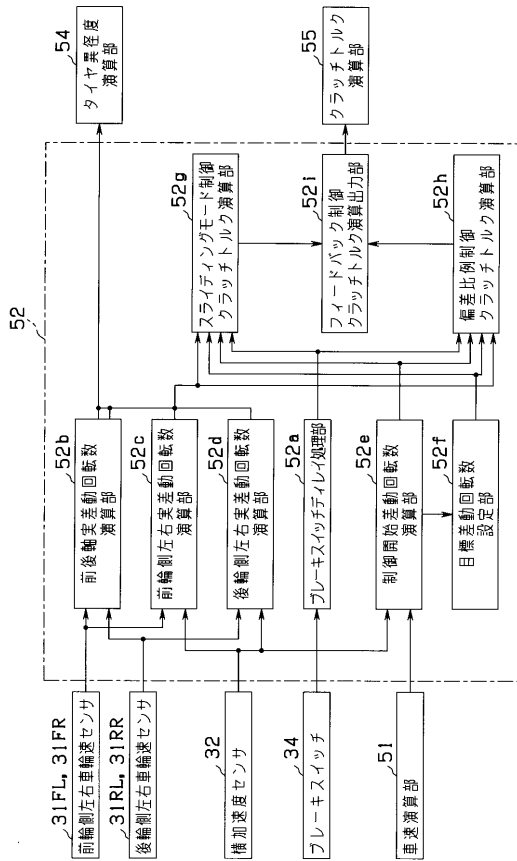 52
31FL, 31FR
前輪側左右車輪速センサ
31RL, 31RR
後輪側左右車輪速センサ
32
横加速度センサ
34
ブレーキスイッチ
51
車速演算部
52b
前後軸実差動回転数
演算部
52c
前輪側左右実差動回転数
演算部
52d
後輪側左右実差動回転数
演算部
52a
ブレーキスイッチディレイ処理部
52e
制御開始差動回転数
演算部
52f
目標差動回転数
設定部
52g
スライディングモード制御
クラッチトルク演算部
52i
フィードバック制御
クラッチトルク演算出力部
52h
偏差比例制御
クラッチトルク演算部
54
タイヤ異径度
演算部
55
クラッチトルク
演算部